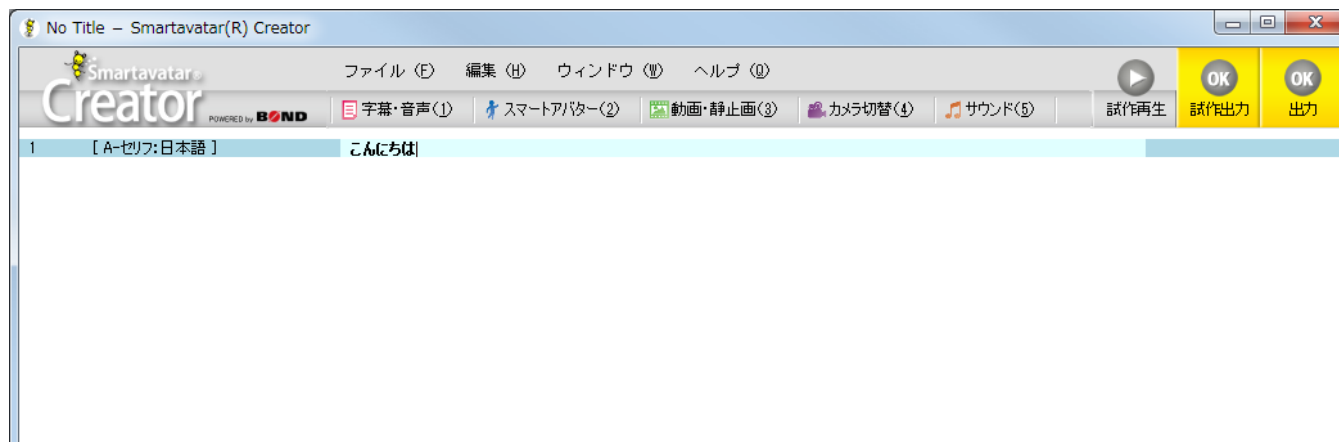 No Title – Smartavatar(R) Creator
Smartavatar®
Creator
POWERED by BOND
ファイル (F) 編集 (H) ウィンドウ (W) ヘルプ (Q)
字幕・音声(1) スマートアバター(2) 動画・静止画(3) カメラ切替(4) サウンド(5)
試作再生
OK
試作出力
OK
出力
1 [ A-セリフ:日本語 ] こんにちは